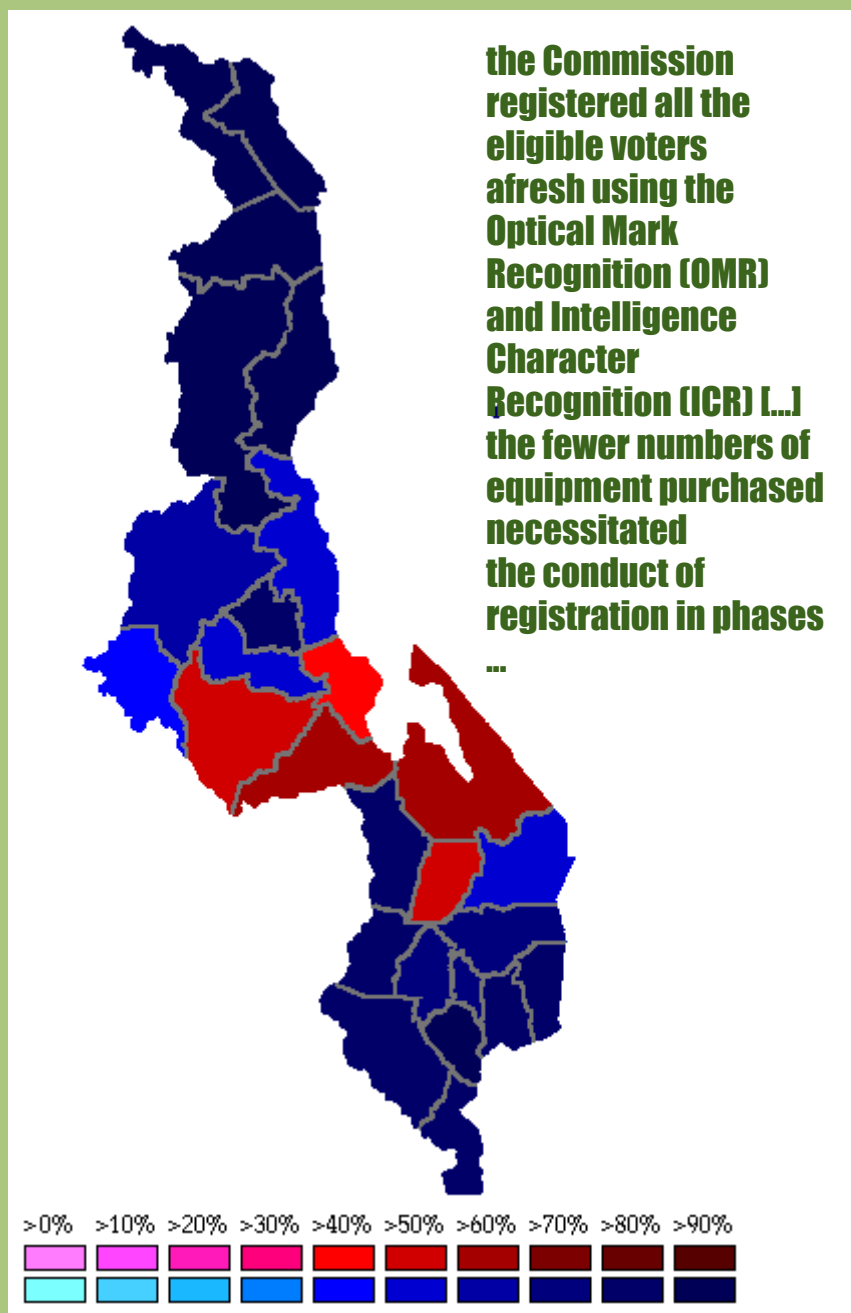 the Commission
registered all the
eligible voters
afresh using the
Optical Mark
Recognition (OMR)
and Intelligence
Character
Recognition (ICR) [...]
the fewer numbers of
equipment purchased
necessitated
the conduct of
registration in phases
...
>0% >10% >20% >30% >40% >50% >60% >70% >80% >90%